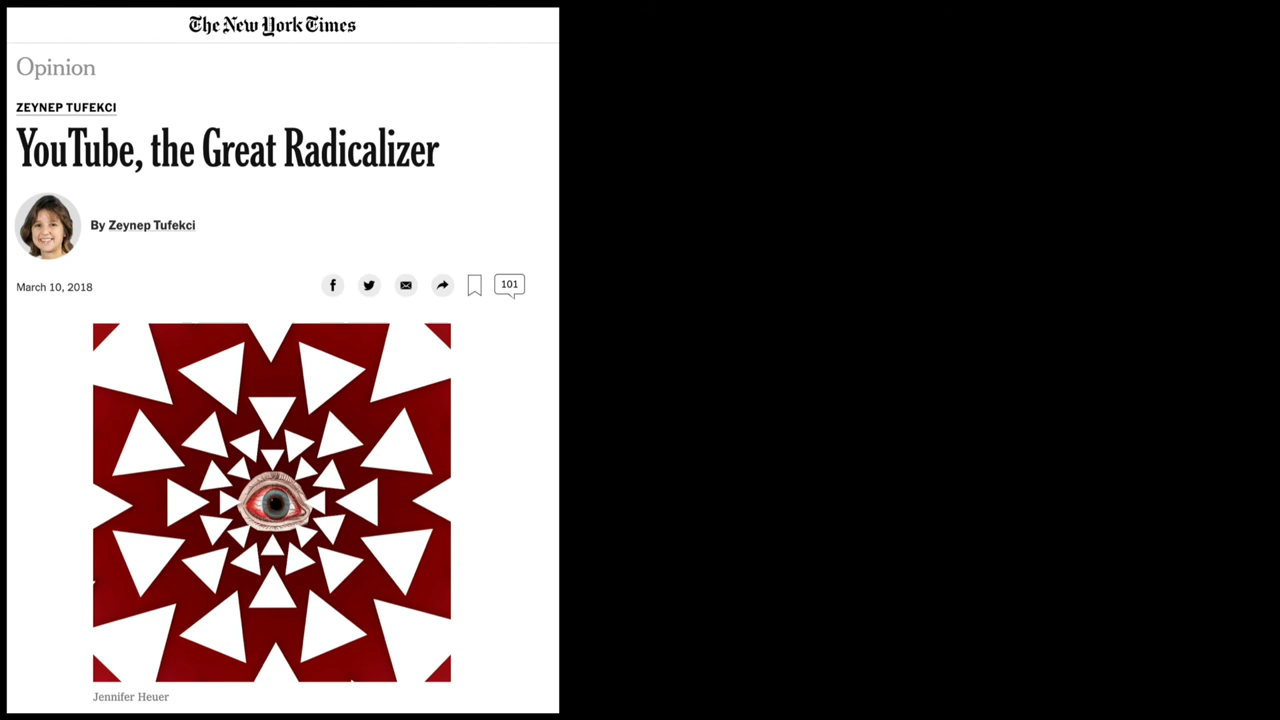 The New York Times
Opinion
ZEYNEP TUFEKCI
YouTube, the Great Radicalizer
By Zeynep Tufekci
March 10, 2018
101
Jennifer Heuer